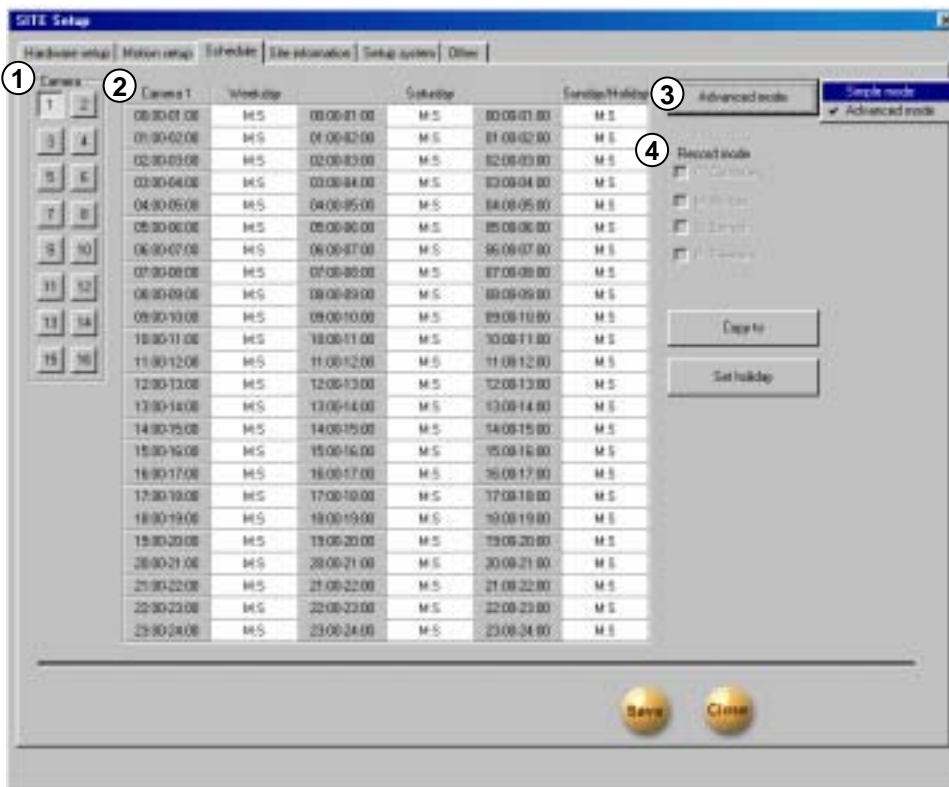 SITE Setup
Hardware setup Motion setup Schedule Site information Setup system Other
1 Camera
1 2
3 4
5 6
7 8
9 10
11 12
13 14
15 16
2 Camera 1 Weekday Saturday Sunday/Holiday
00:00-01:00 M:S 00:00-01:00 M:S 00:00-01:00 M:S
01:00-02:00 M:S 01:00-02:00 M:S 01:00-02:00 M:S
02:00-03:00 M:S 02:00-03:00 M:S 02:00-03:00 M:S
03:00-04:00 M:S 03:00-04:00 M:S 03:00-04:00 M:S
04:00-05:00 M:S 04:00-05:00 M:S 04:00-05:00 M:S
05:00-06:00 M:S 05:00-06:00 M:S 05:00-06:00 M:S
06:00-07:00 M:S 06:00-07:00 M:S 06:00-07:00 M:S
07:00-08:00 M:S 07:00-08:00 M:S 07:00-08:00 M:S
08:00-09:00 M:S 08:00-09:00 M:S 08:00-09:00 M:S
09:00-10:00 M:S 09:00-10:00 M:S 09:00-10:00 M:S
10:00-11:00 M:S 10:00-11:00 M:S 10:00-11:00 M:S
11:00-12:00 M:S 11:00-12:00 M:S 11:00-12:00 M:S
12:00-13:00 M:S 12:00-13:00 M:S 12:00-13:00 M:S
13:00-14:00 M:S 13:00-14:00 M:S 13:00-14:00 M:S
14:00-15:00 M:S 14:00-15:00 M:S 14:00-15:00 M:S
15:00-16:00 M:S 15:00-16:00 M:S 15:00-16:00 M:S
16:00-17:00 M:S 16:00-17:00 M:S 16:00-17:00 M:S
17:00-18:00 M:S 17:00-18:00 M:S 17:00-18:00 M:S
18:00-19:00 M:S 18:00-19:00 M:S 18:00-19:00 M:S
19:00-20:00 M:S 19:00-20:00 M:S 19:00-20:00 M:S
20:00-21:00 M:S 20:00-21:00 M:S 20:00-21:00 M:S
21:00-22:00 M:S 21:00-22:00 M:S 21:00-22:00 M:S
22:00-23:00 M:S 22:00-23:00 M:S 22:00-23:00 M:S
23:00-24:00 M:S 23:00-24:00 M:S 23:00-24:00 M:S
3 Advanced mode
Simple mode
✔ Advanced mode
4 Record mode
Copy to
Set holiday
Save Close